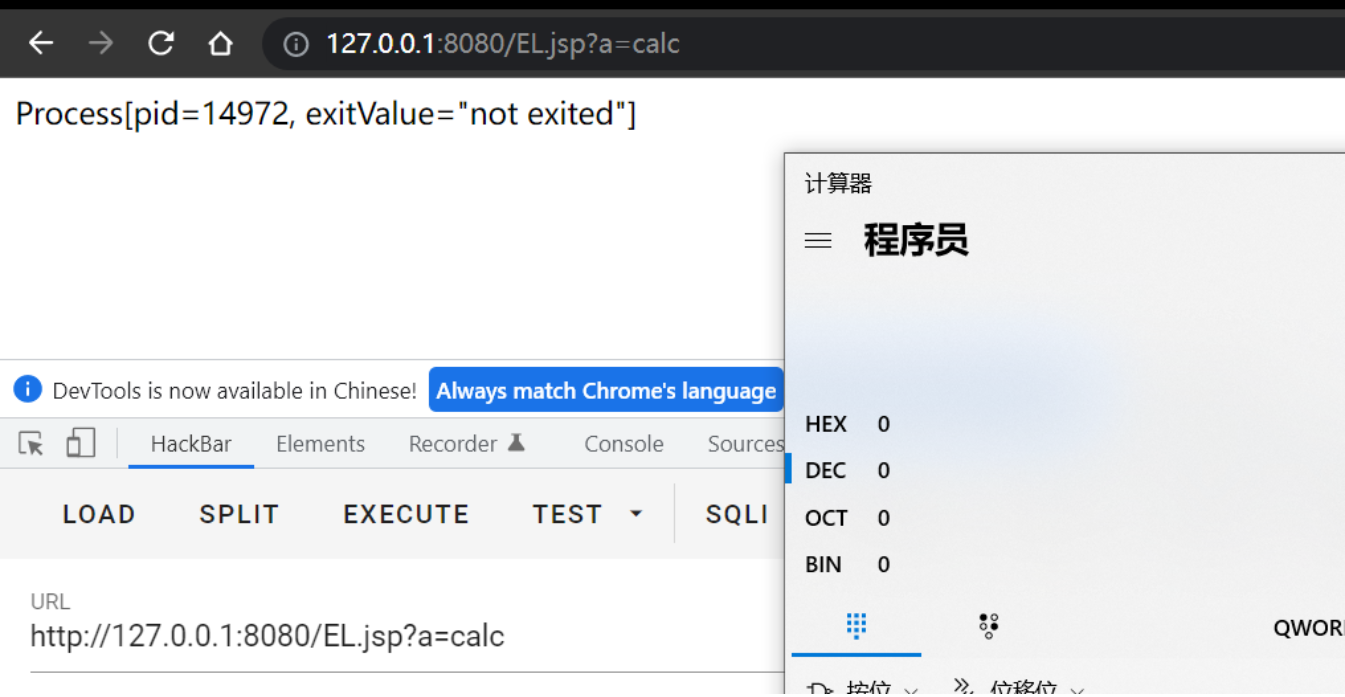 127.0.0.1:8080/EL.jsp?a=calc
Process[pid=14972, exitValue="not exited"]
计算器
程序员
DevTools is now available in Chinese!
Always match Chrome's language
HackBar
Elements
Recorder
Console
Sources
HEX 0
DEC 0
OCT 0
BIN 0
LOAD
SPLIT
EXECUTE
TEST
SQLI
URL
http://127.0.0.1:8080/EL.jsp?a=calc
QWOR
按位
位移位